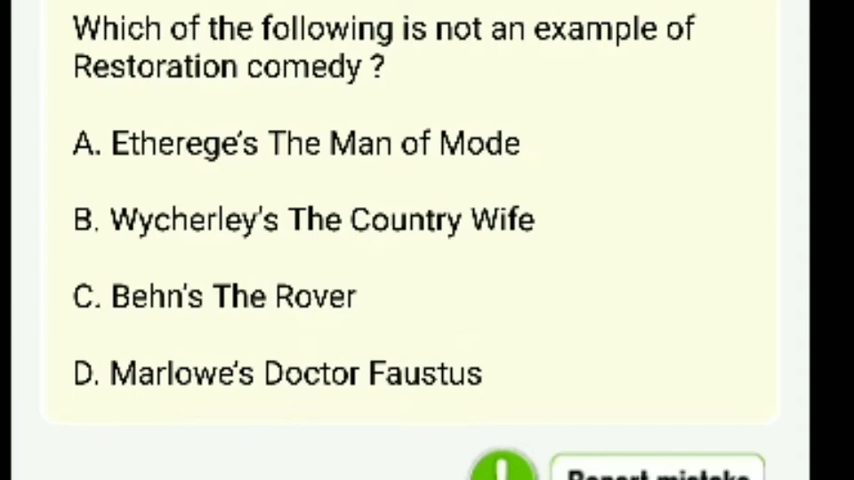 Which of the following is not an example of
Restoration comedy ?
A. Etherege's The Man of Mode
B. Wycherley's The Country Wife
C. Behn's The Rover
D. Marlowe's Doctor Faustus
Report mistake